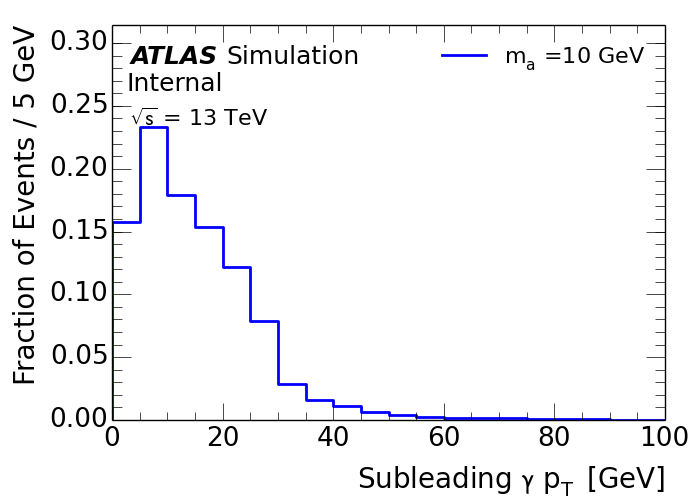 ATLAS Simulation
Internal
√s = 13 TeV
mₐ =10 GeV
Fraction of Events / 5 GeV
0.30
0.25
0.20
0.15
0.10
0.05
0.00
0 20 40 60 80 100
Subleading γ p_T [GeV]